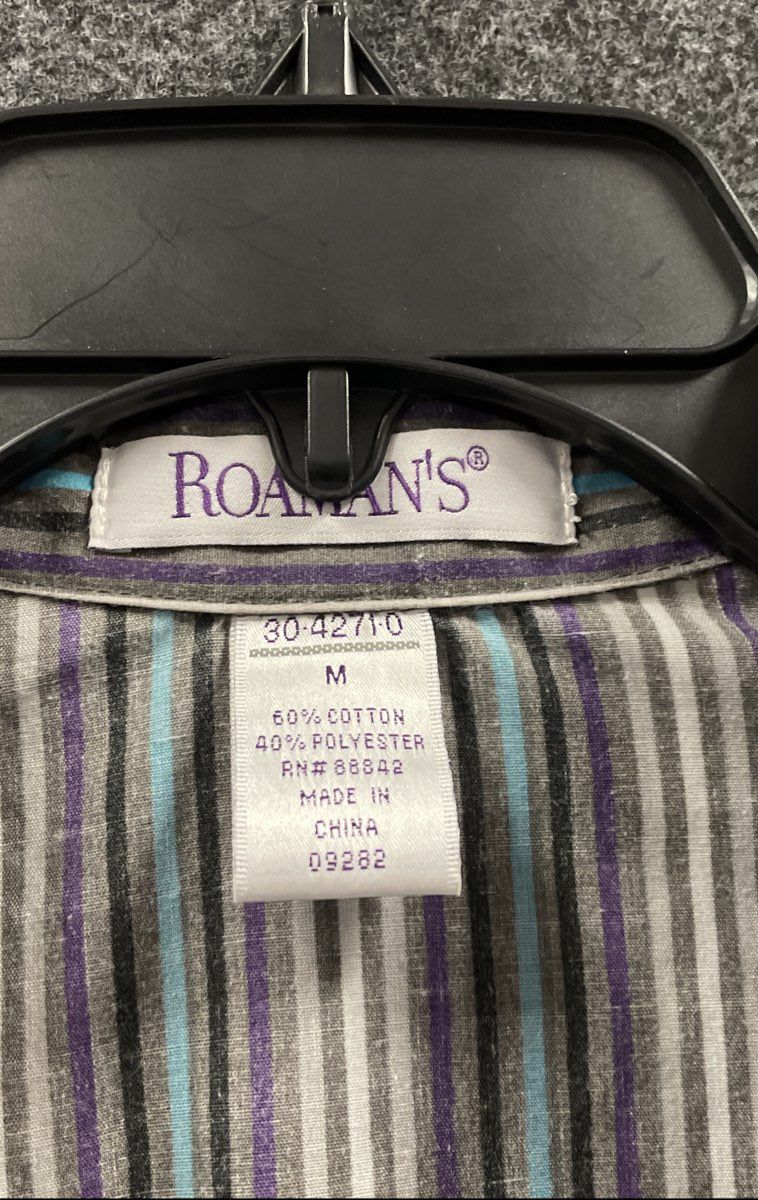 ROAMAN'S®
30-4271-0
M
60% COTTON
40% POLYESTER
RN# 88842
MADE IN
CHINA
09282